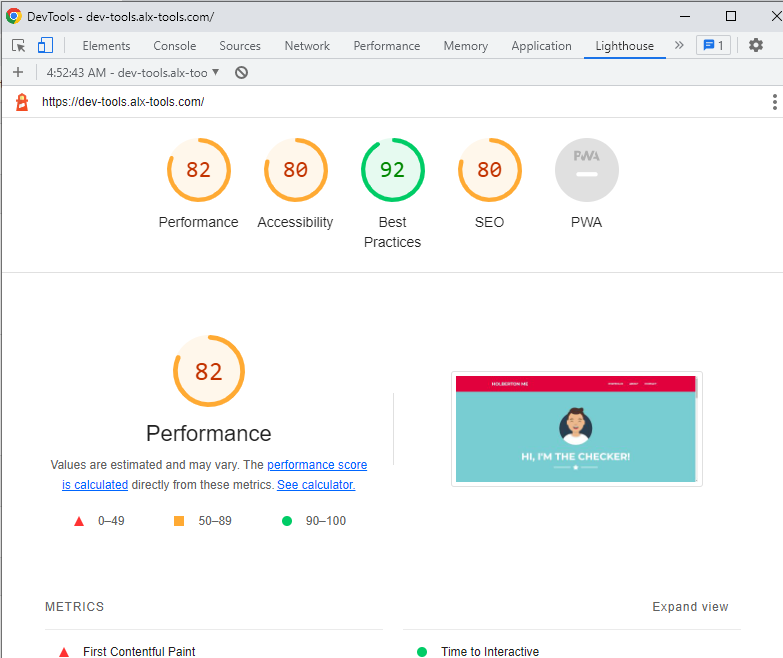 DevTools - dev-tools.alx-tools.com/
Elements Console Sources Network Performance Memory Application Lighthouse » 1
4:52:43 AM - dev-tools.alx-too
https://dev-tools.alx-tools.com/
82 80 92 80 PWA
Performance Accessibility Best Practices SEO PWA
82
Performance
Values are estimated and may vary. The performance score
is calculated directly from these metrics. See calculator.
0–49 50–89 90–100
HOLBERTON ME
HI, I'M THE CHECKER!
METRICS Expand view
First Contentful Paint Time to Interactive